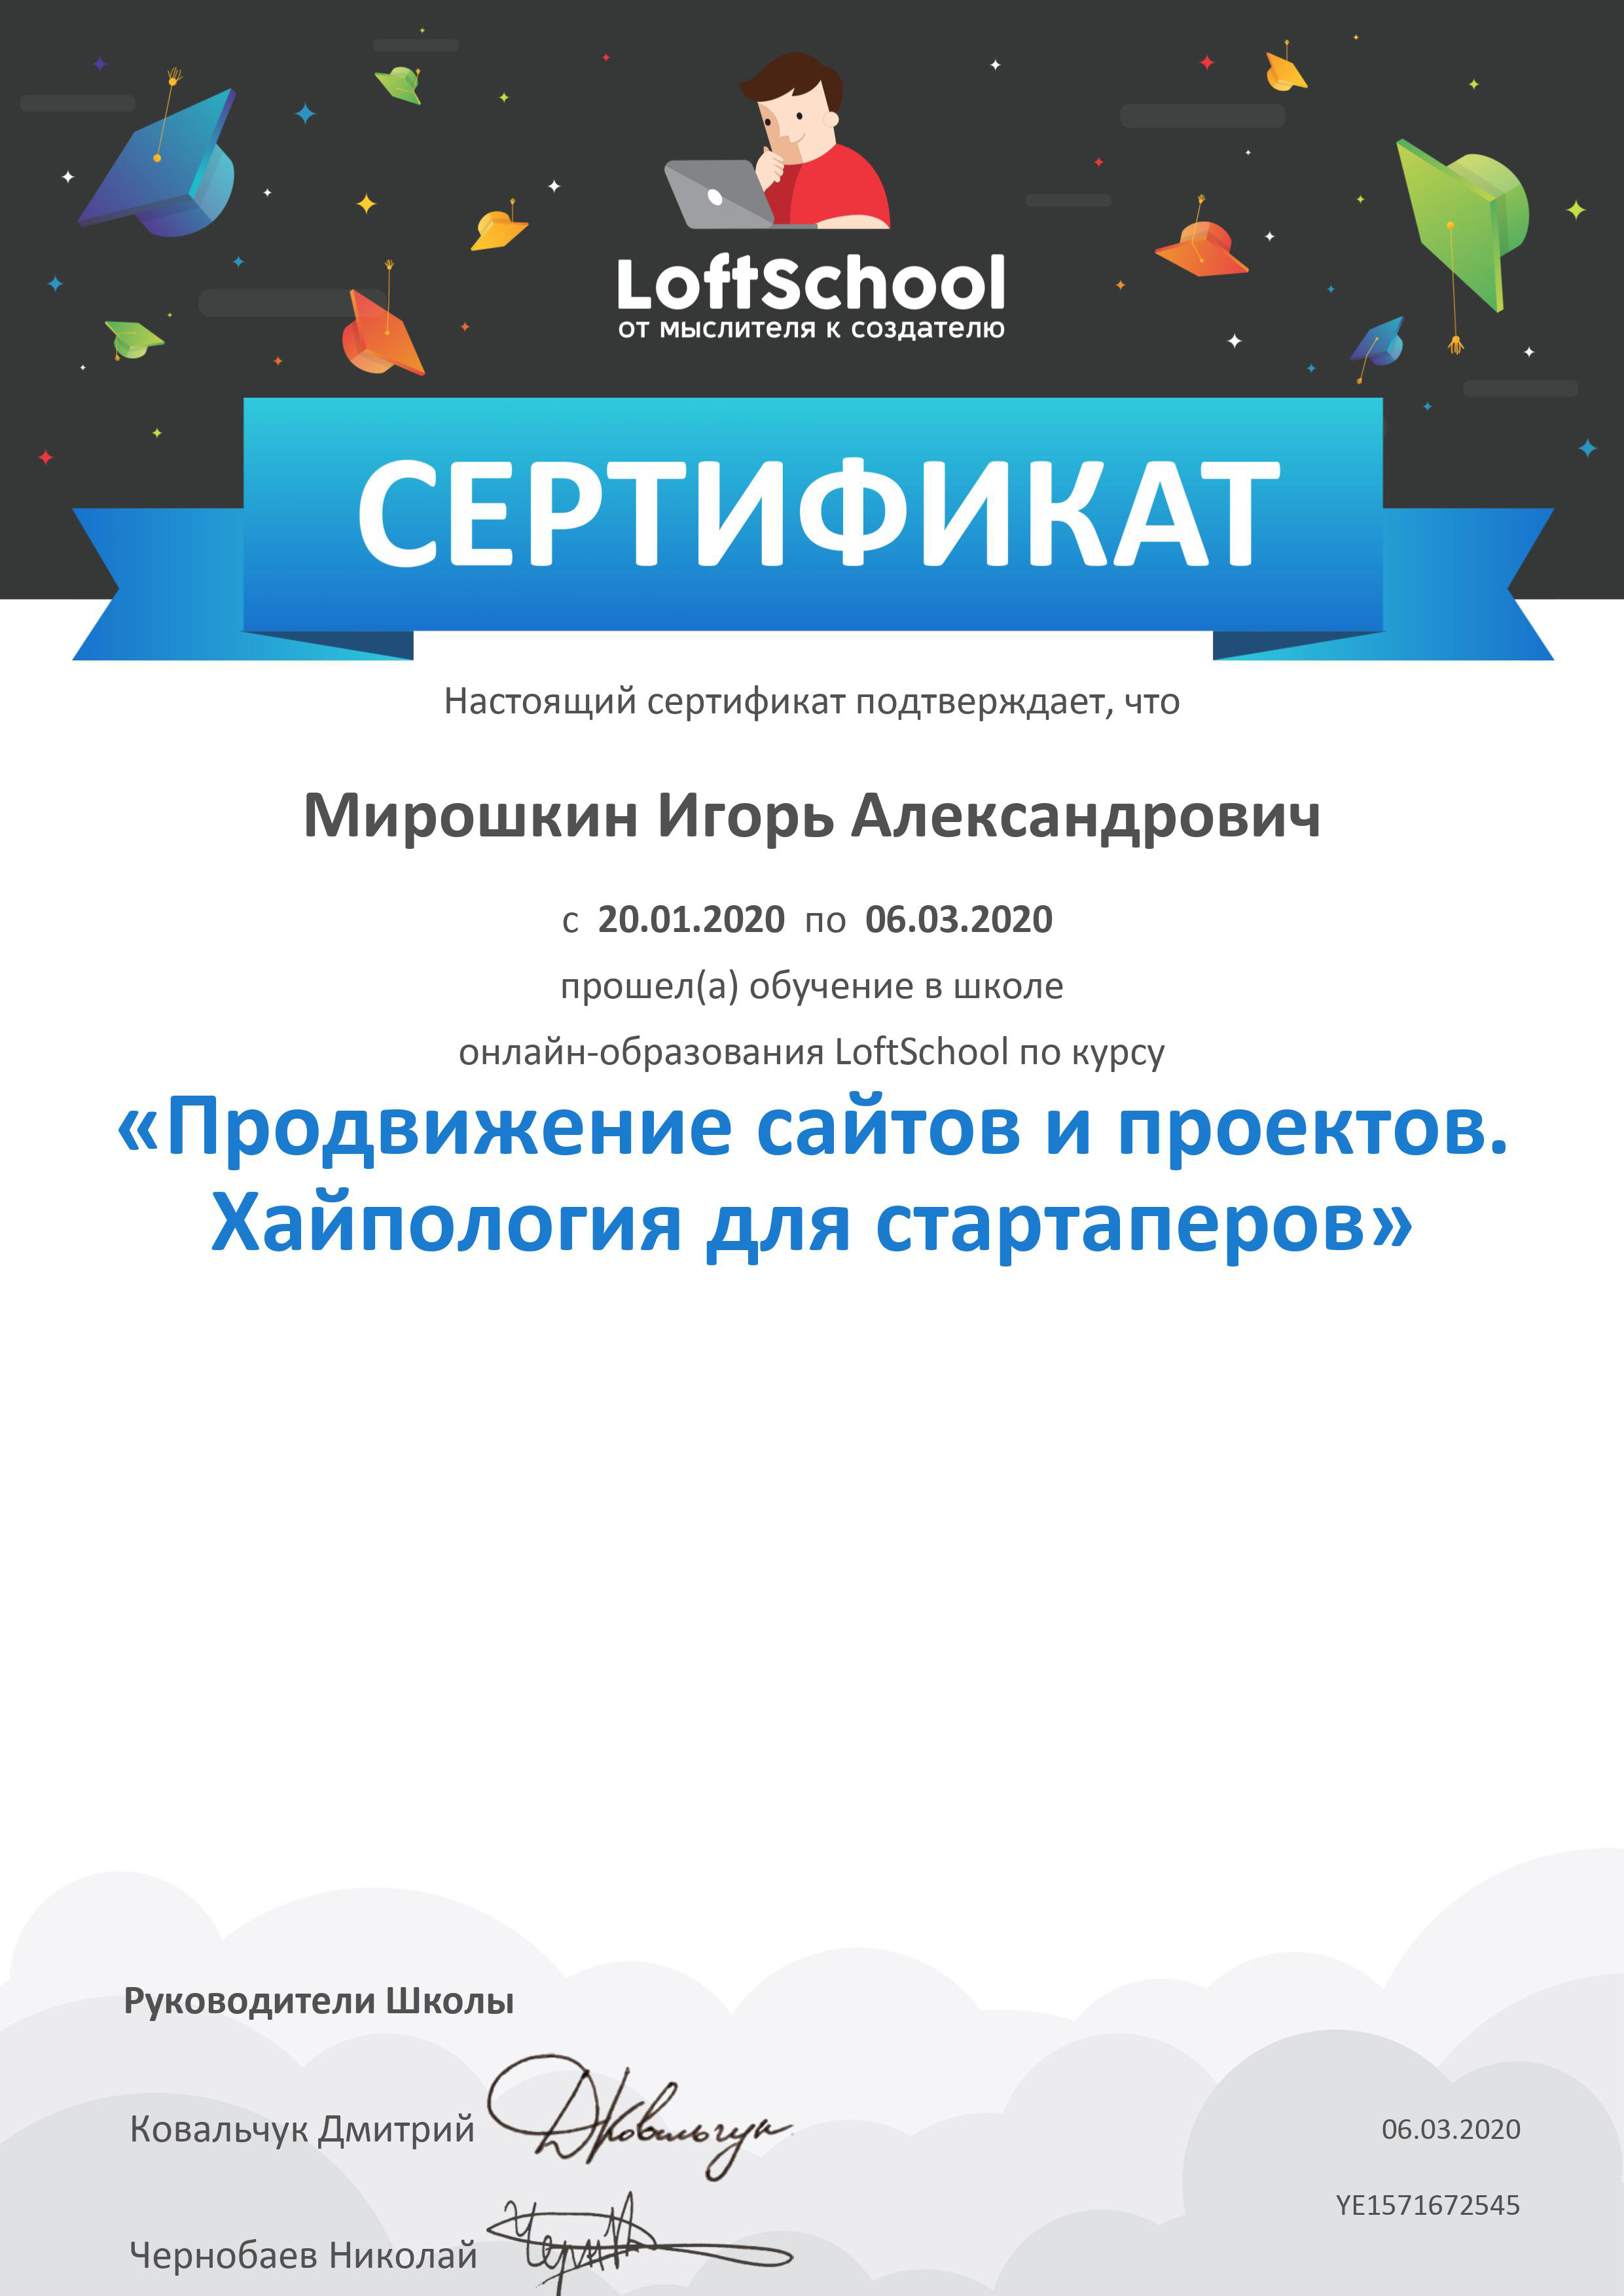 LoftSchool
от мыслителя к создателю
СЕРТИФИКАТ
Настоящий сертификат подтверждает, что
Мирошкин Игорь Александрович
с 20.01.2020 по 06.03.2020
прошел(а) обучение в школе
онлайн-образования LoftSchool по курсу
«Продвижение сайтов и проектов.
Хайпология для стартаперов»
Руководители Школы
Ковальчук Дмитрий
06.03.2020
YE1571672545
Чернобаев Николай